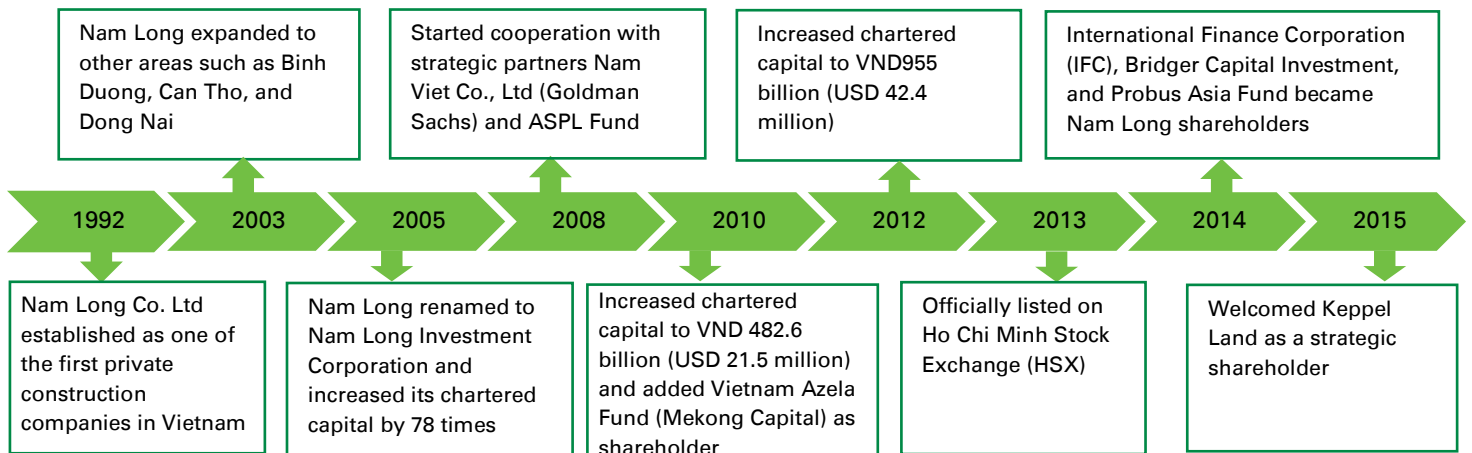 Nam Long expanded to
other areas such as Binh
Duong, Can Tho, and
Dong Nai
Started cooperation with
strategic partners Nam
Viet Co., Ltd (Goldman
Sachs) and ASPL Fund
Increased chartered
capital to VND955
billion (USD 42.4
million)
International Finance Corporation
(IFC), Bridger Capital Investment,
and Probus Asia Fund became
Nam Long shareholders
1992
2003
2005
2008
2010
2012
2013
2014
2015
Nam Long Co. Ltd
established as one of
the first private
construction
companies in Vietnam
Nam Long renamed to
Nam Long Investment
Corporation and
increased its chartered
capital by 78 times
Increased chartered
capital to VND 482.6
billion (USD 21.5 million)
and added Vietnam Azela
Fund (Mekong Capital) as
shareholder
Officially listed on
Ho Chi Minh Stock
Exchange (HSX)
Welcomed Keppel
Land as a strategic
shareholder